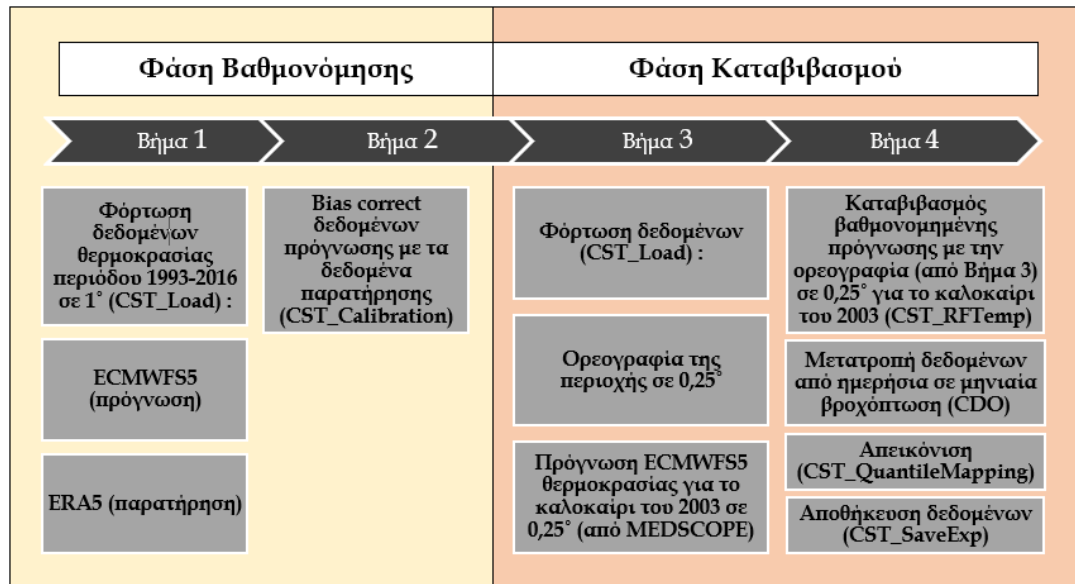 Φάση Βαθμονόμησης
Φάση Καταβιβασμού
Βήμα 1
Βήμα 2
Βήμα 3
Βήμα 4
Φόρτωση
δεδομένων
θερμοκρασίας
περιόδου 1993-2016
σε 1˚ (CST_Load) :
ECMWFS5
(πρόγνωση)
ERA5 (παρατήρηση)
Bias correct
δεδομένων
πρόγνωσης με τα
δεδομένα
παρατήρησης
(CST_Calibration)
Φόρτωση δεδομένων
(CST_Load) :
Ορεογραφία της
περιοχής σε 0,25˚
Πρόγνωση ECMWFS5
θερμοκρασίας για το
καλοκαίρι του 2003 σε
0,25˚ (από MEDSCOPE)
Καταβιβασμός
βαθμονομημένης
πρόγνωσης με την
ορεογραφία (από Βήμα 3)
σε 0,25˚ για το καλοκαίρι
του 2003 (CST_RFTemp)
Μετατροπή δεδομένων
από ημερήσια σε μηνιαία
βροχόπτωση (CDO)
Απεικόνιση
(CST_QuantileMapping)
Αποθήκευση δεδομένων
(CST_SaveExp)